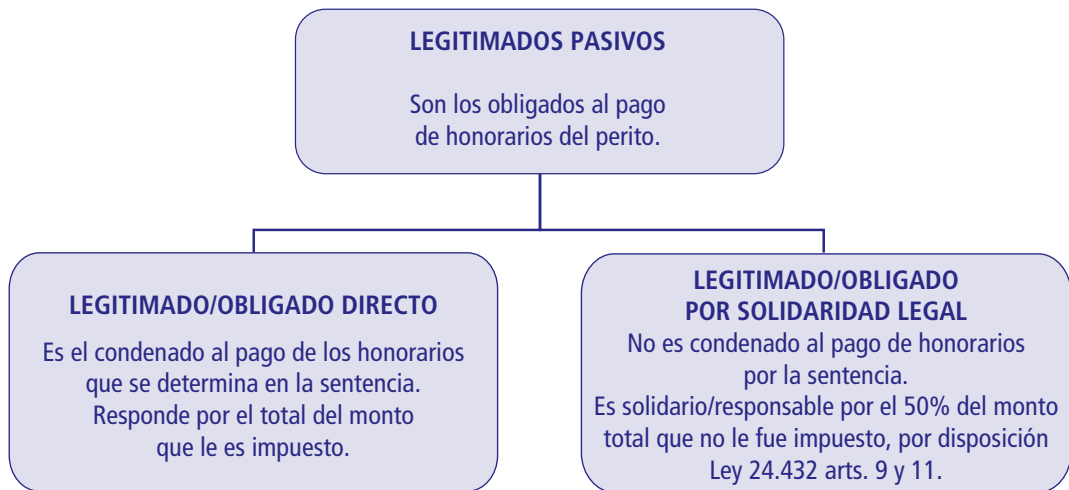 LEGITIMADOS PASIVOS
Son los obligados al pago
de honorarios del perito.
LEGITIMADO/OBLIGADO DIRECTO
Es el condenado al pago de los honorarios
que se determina en la sentencia.
Responde por el total del monto
que le es impuesto.
LEGITIMADO/OBLIGADO
POR SOLIDARIDAD LEGAL
No es condenado al pago de honorarios
por la sentencia.
Es solidario/responsable por el 50% del monto
total que no le fue impuesto, por disposición
Ley 24.432 arts. 9 y 11.